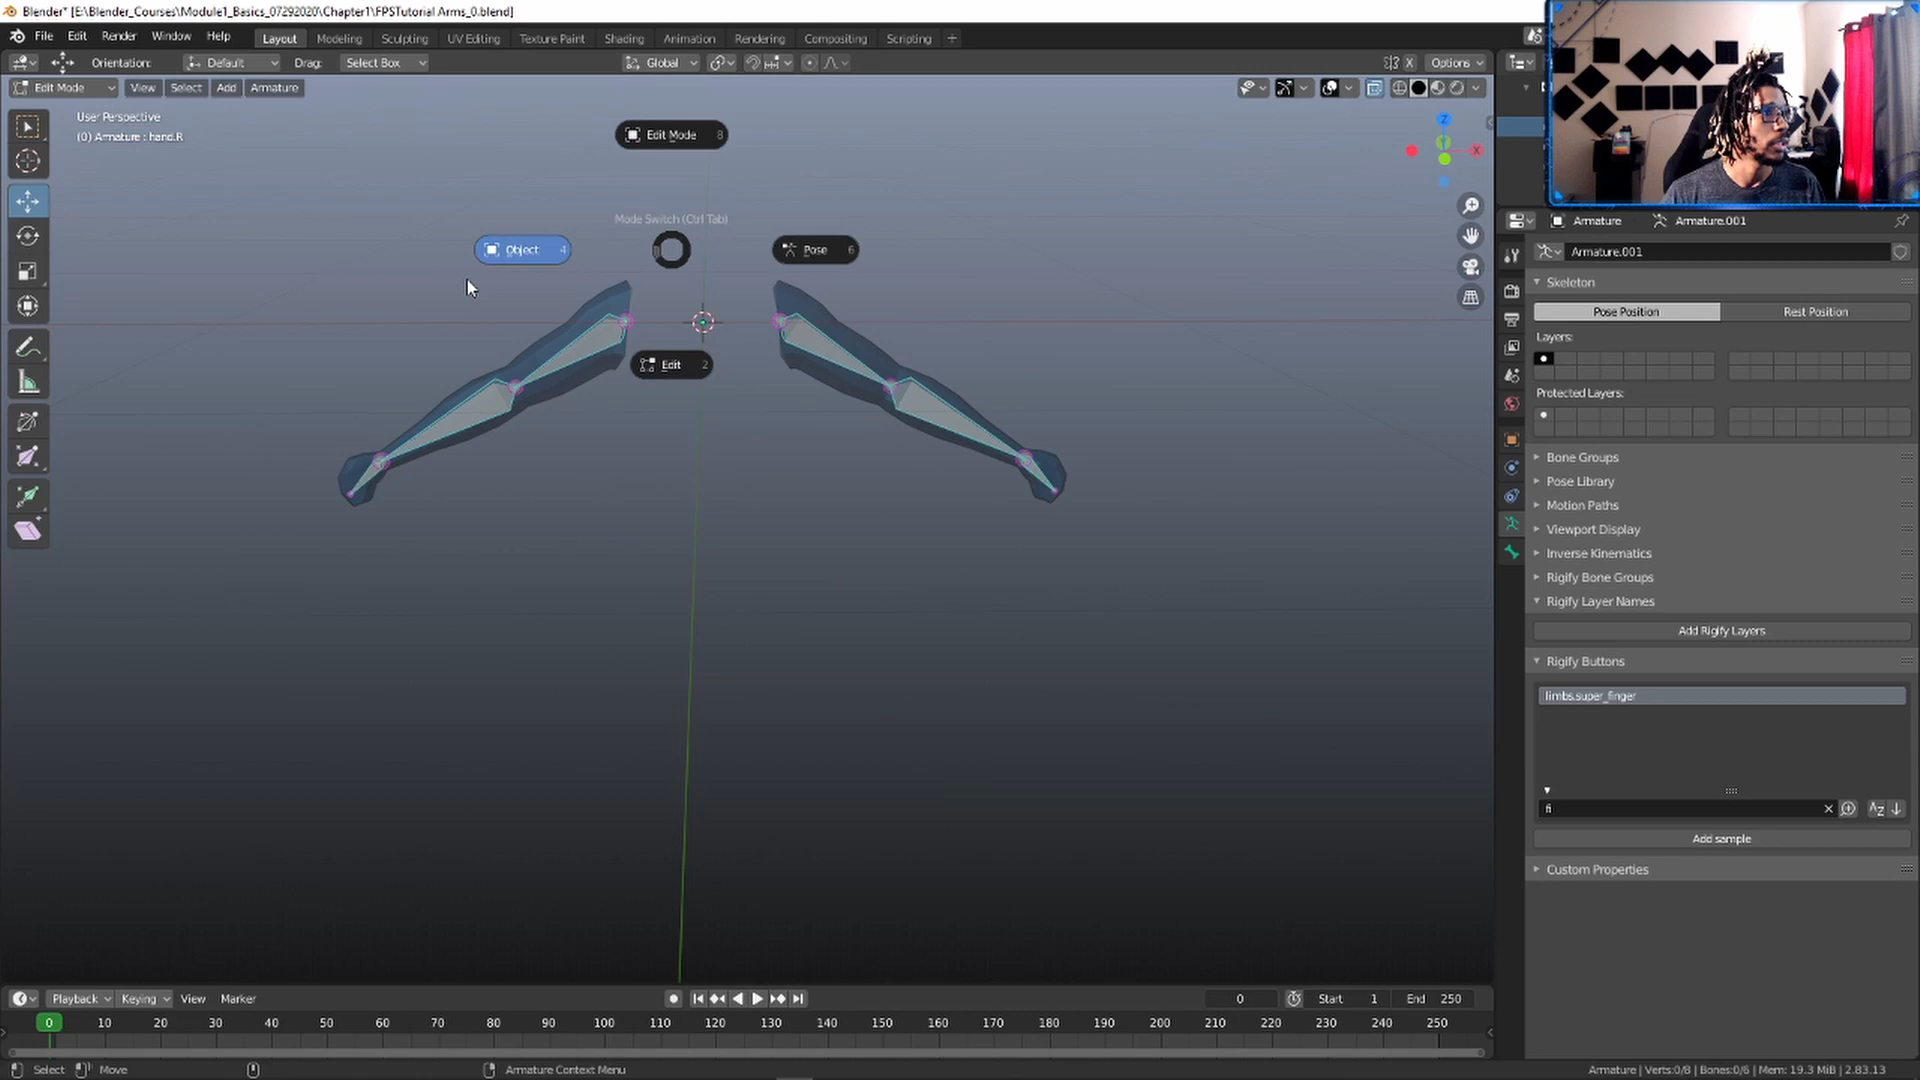 Blender* [E:\Blender_Courses\Module1_Basics_07292020\Chapter1\FPSTutorial Arms_0.blend]
File Edit Render Window Help Layout Modeling Sculpting UV Editing Texture Paint Shading Animation Rendering Compositing Scripting +
Orientation: Default Drag: Select Box Global X Options
Edit Mode View Select Add Armature
User Perspective
(0) Armature : hand.R
Edit Mode 8
Mode Switch (Ctrl Tab)
Object 4
Pose 6
Edit 2
Z
Y
X
Armature Armature.001
Armature.001
Skeleton
Pose Position Rest Position
Layers:
Protected Layers:
Bone Groups
Pose Library
Motion Paths
Viewport Display
Inverse Kinematics
Rigify Bone Groups
Rigify Layer Names
Add Rigify Layers
Rigify Buttons
limbs.super_finger
fi
Add sample
Custom Properties
Playback Keying View Marker 0 Start 1 End 250
0 10 20 30 40 50 60 70 80 90 100 110 120 130 140 150 160 170 180 190 200 210 220 230 240 250
Select Move Armature Context Menu Armature | Verts:0/8 | Bones:0/6 | Mem: 19.3 MiB | 2.83.13